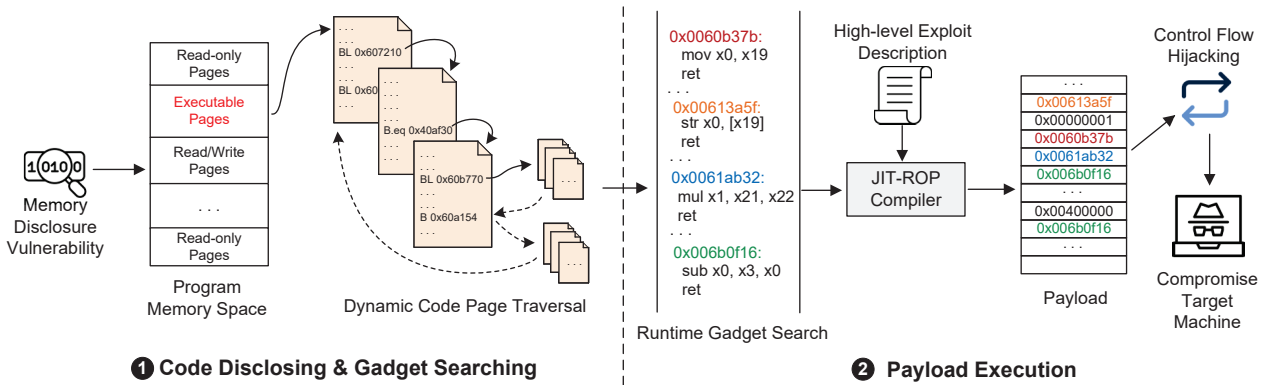 1 0100 0
Memory
Disclosure
Vulnerability
Read-only
Pages
Executable
Pages
Read/Write
Pages
. . .
Read-only
Pages
Program
Memory Space
. . .
BL 0x607210
. . .
. . .
BL 0x60
. . .
. . .
. . .
. . .
B.eq 0x40af30
. . .
. . .
BL 0x60b770
. . .
. . .
B 0x60a154
. . .
. . .
. . .
Dynamic Code Page Traversal
0x0060b37b:
mov x0, x19
ret
. . .
0x00613a5f:
str x0, [x19]
ret
. . .
0x0061ab32:
mul x1, x21, x22
ret
. . .
0x006b0f16:
sub x0, x3, x0
ret
Runtime Gadget Search
High-level Exploit
Description
JIT-ROP
Compiler
. . .
0x00613a5f
0x00000001
0x0060b37b
0x0061ab32
0x006b0f16
. . .
0x00400000
0x006b0f16
. . .
Payload
Control Flow
Hijacking
Compromise
Target
Machine
1 Code Disclosing & Gadget Searching
2 Payload Execution